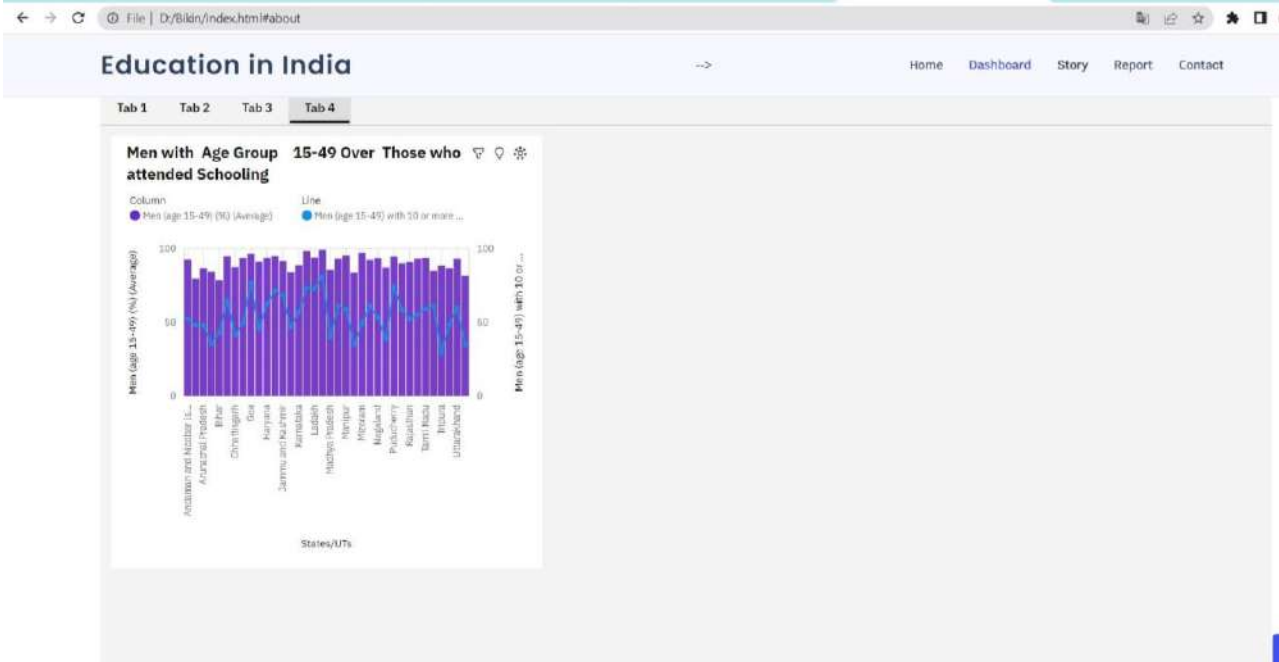 File | D:/Bikin/index.html#about
Education in India
-->
Home Dashboard Story Report Contact
Tab 1 Tab 2 Tab 3 Tab 4
Men with Age Group 15-49 Over Those who
attended Schooling
Column Line
Men (age 15-49) (%) (Average) Men (age 15-49) with 10 or more ...
Men (age 15-49) (%) (Average)
100
50
0
100
50
0
Men (age 15-49) with 10 or ...
Andaman and Nicobar Is...
Arunachal Pradesh
Bihar
Chhattisgarh
Goa
Haryana
Jammu and Kashmir
Karnataka
Ladakh
Madhya Pradesh
Manipur
Mizoram
Nagaland
Puducherry
Rajasthan
Tamil Nadu
Tripura
Uttarakhand
States/UTs